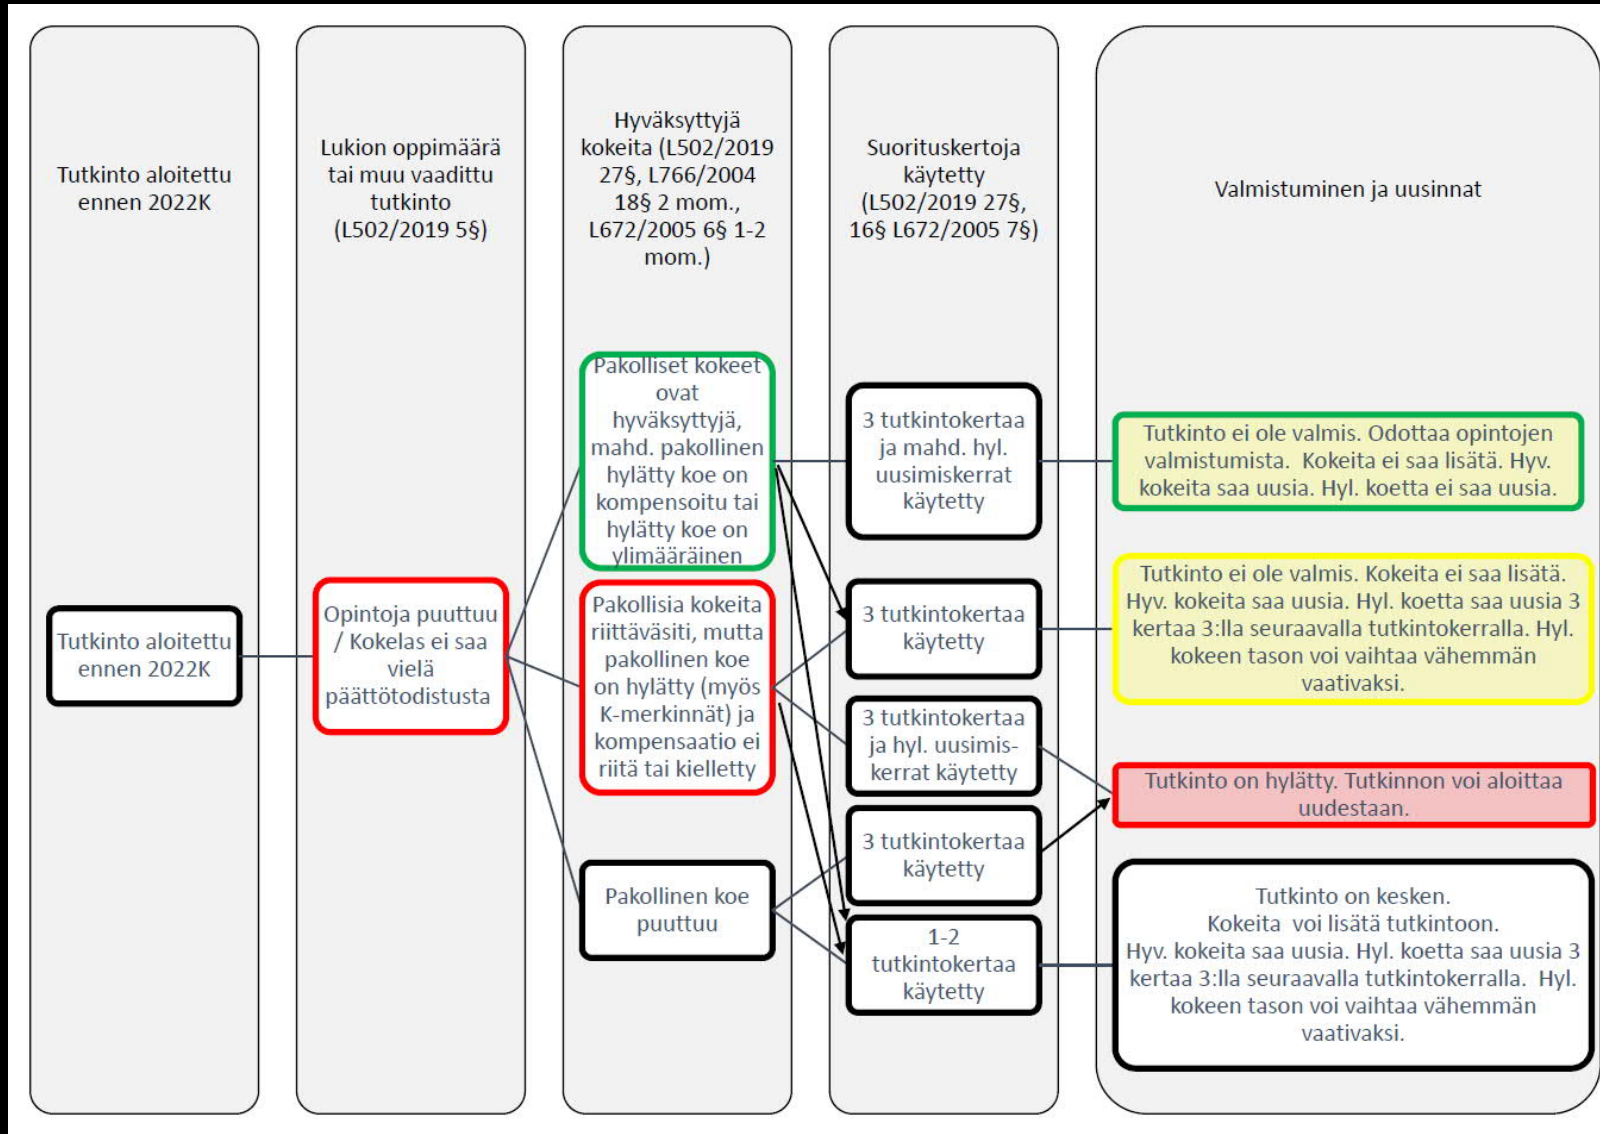 Tutkinto aloitettu
ennen 2022K
Lukion oppimäärä
tai muu vaadittu
tutkinto
(L502/2019 5§)
Hyväksyttyjä
kokeita (L502/2019
27§, L766/2004
18§ 2 mom.,
L672/2005 6§ 1-2
mom.)
Suorituskertoja
käytetty
(L502/2019 27§,
16§ L672/2005 7§)
Valmistuminen ja uusinnat
Tutkinto aloitettu
ennen 2022K
Opintoja puuttuu
/ Kokelas ei saa
vielä
päättötodistusta
Pakolliset kokeet
ovat
hyväksyttyjä,
mahd. pakollinen
hylätty koe on
kompensoitu tai
hylätty koe on
ylimääräinen
Pakollisia kokeita
riittäväsiti, mutta
pakollinen koe
on hylätty (myös
K-merkinnät) ja
kompensaatio ei
riitä tai kielletty
Pakollinen koe
puuttuu
3 tutkintokertaa
ja mahd. hyl.
uusimiskerrat
käytetty
3 tutkintokertaa
käytetty
3 tutkintokertaa
ja hyl. uusimis-
kerrat käytetty
3 tutkintokertaa
käytetty
1-2
tutkintokertaa
käytetty
Tutkinto ei ole valmis. Odottaa opintojen
valmistumista. Kokeita ei saa lisätä. Hyv.
kokeita saa uusia. Hyl. koetta ei saa uusia.
Tutkinto ei ole valmis. Kokeita ei saa lisätä.
Hyv. kokeita saa uusia. Hyl. koetta saa uusia 3
kertaa 3:lla seuraavalla tutkintokerralla. Hyl.
kokeen tason voi vaihtaa vähemmän
vaativaksi.
Tutkinto on hylätty. Tutkinnon voi aloittaa
uudestaan.
Tutkinto on kesken.
Kokeita voi lisätä tutkintoon.
Hyv. kokeita saa uusia. Hyl. koetta saa uusia 3
kertaa 3:lla seuraavalla tutkintokerralla. Hyl.
kokeen tason voi vaihtaa vähemmän
vaativaksi.